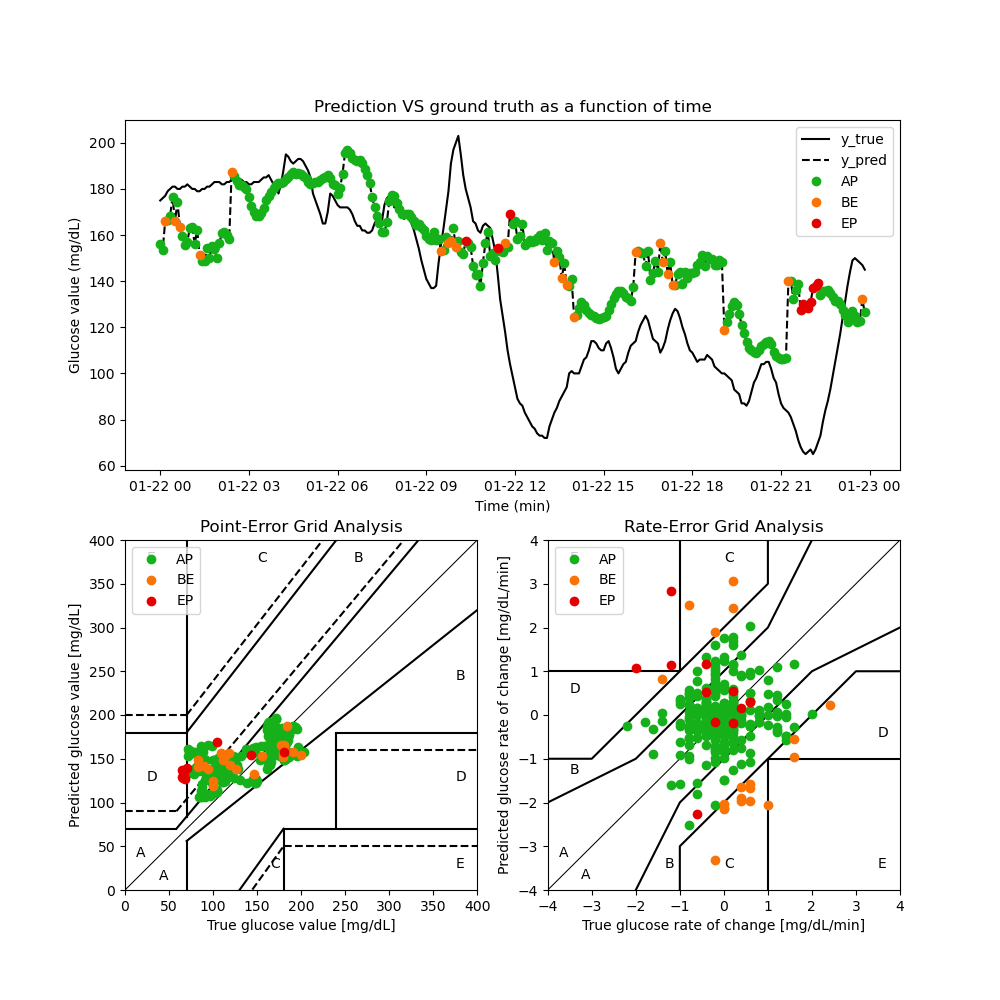 Prediction VS ground truth as a function of time
Glucose value (mg/dL)
200
180
160
140
120
100
80
60
y_true
y_pred
AP
BE
EP
01-22 00 01-22 03 01-22 06 01-22 09 01-22 12 01-22 15 01-22 18 01-22 21 01-23 00
Time (min)
Point-Error Grid Analysis
Predicted glucose value [mg/dL]
400
350
300
250
200
150
100
50
0
AP
BE
EP
C
B
B
D
D
A
A
C
E
0 50 100 150 200 250 300 350 400
True glucose value [mg/dL]
Rate-Error Grid Analysis
Predicted glucose rate of change [mg/dL/min]
4
3
2
1
0
−1
−2
−3
−4
AP
BE
EP
C
D
D
B
A
A
B
C
E
−4 −3 −2 −1 0 1 2 3 4
True glucose rate of change [mg/dL/min]